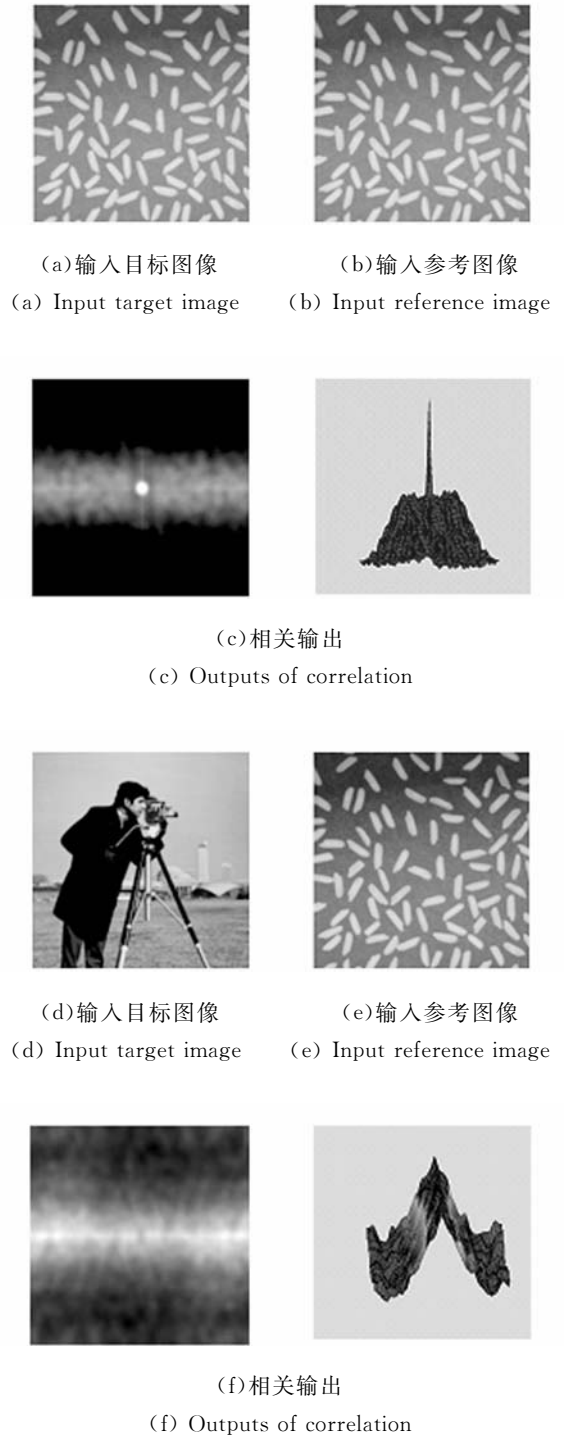 (a)输入目标图像
(b)输入参考图像
(a) Input target image
(b) Input reference image
(c)相关输出
(c) Outputs of correlation
(d)输入目标图像
(e)输入参考图像
(d) Input target image
(e) Input reference image
(f)相关输出
(f) Outputs of correlation